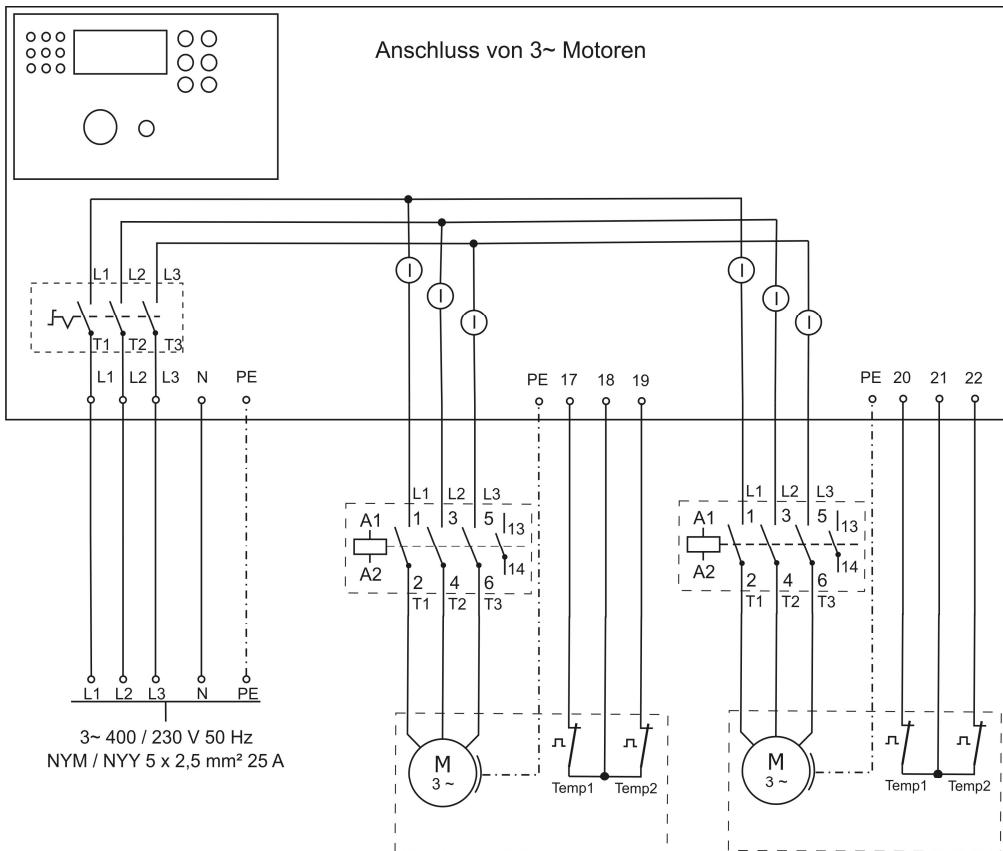 Anschluss von 3~ Motoren
L1 L2 L3
T1 T2 T3
L1 L2 L3 N PE
PE 17 18 19
PE 20 21 22
L1 L2 L3
A1 1 3 5 13
A2 14
2 4 6
T1 T2 T3
L1 L2 L3
A1 1 3 5 13
A2 14
2 4 6
T1 T2 T3
L1 L2 L3 N PE
3~ 400 / 230 V 50 Hz
NYM / NYY 5 x 2,5 mm² 25 A
M
3 ~
Temp1 Temp2
M
3 ~
Temp1 Temp2
I
I
I
I
I
I